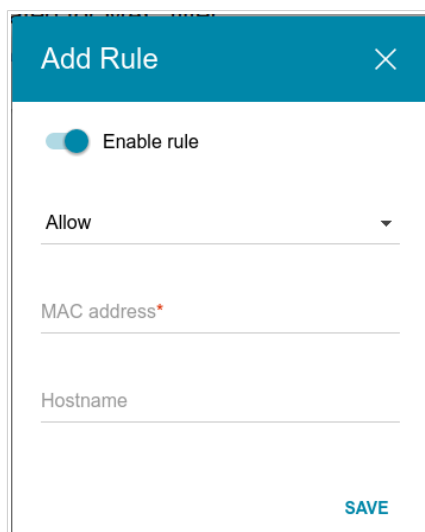 Add Rule
Enable rule
Allow
MAC address*
Hostname
SAVE